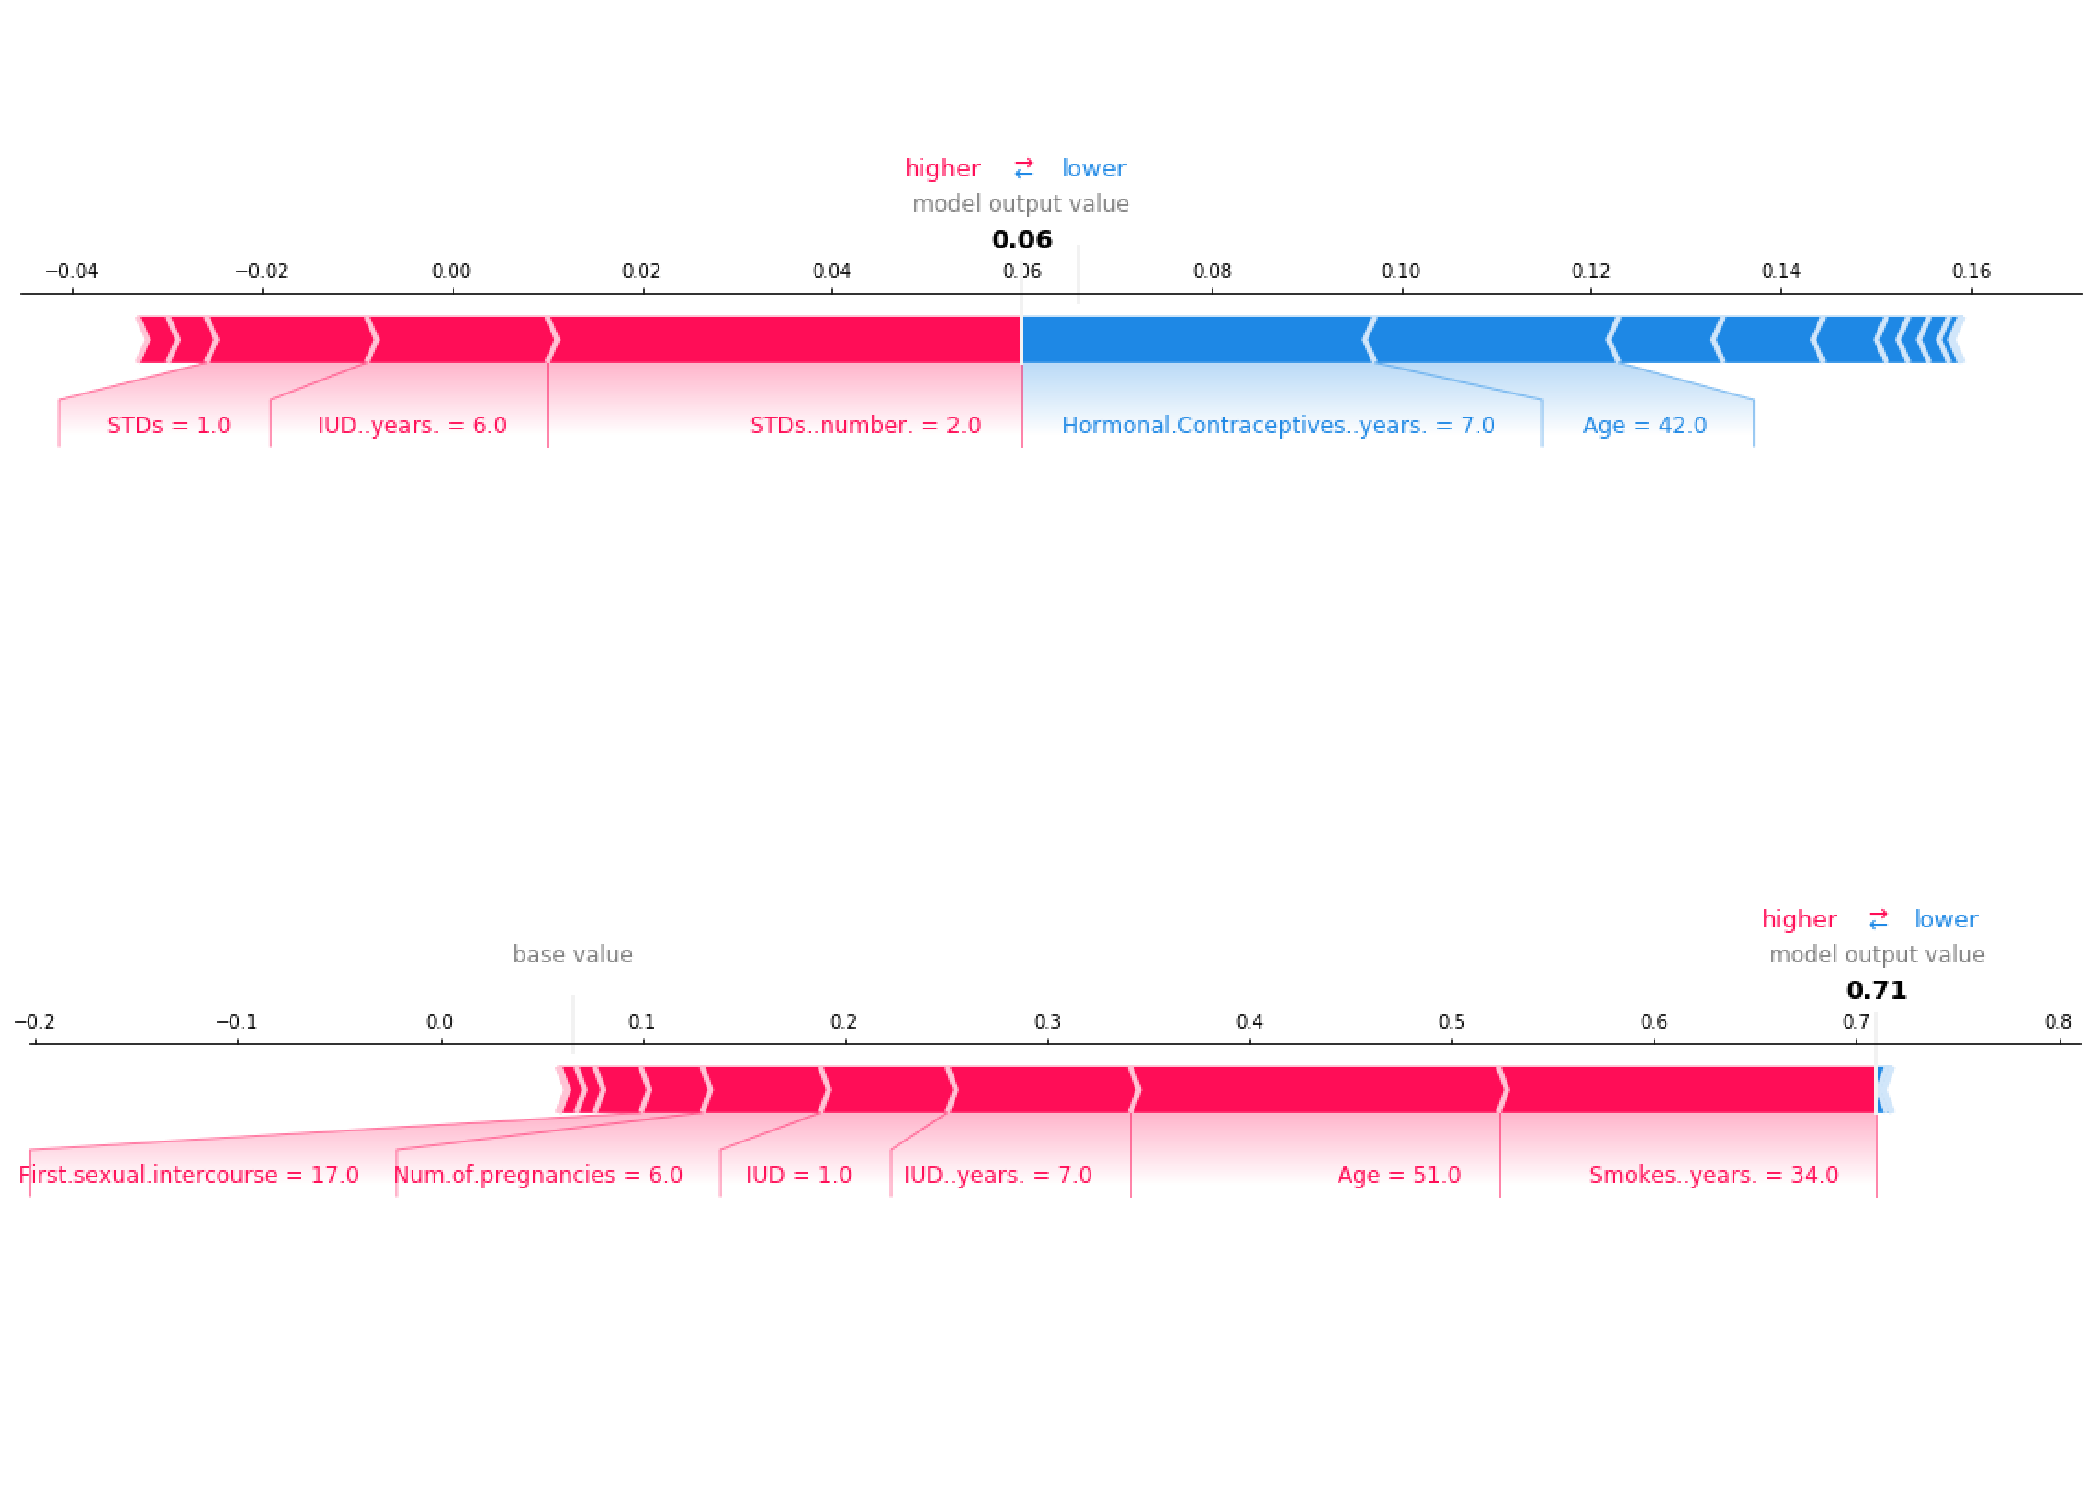 higher ⇄ lower
model output value
0.06
−0.04 −0.02 0.00 0.02 0.04 0.06 0.08 0.10 0.12 0.14 0.16
STDs = 1.0 IUD..years. = 6.0 STDs..number. = 2.0 Hormonal.Contraceptives..years. = 7.0 Age = 42.0
higher ⇄ lower
base value model output value
0.71
−0.2 −0.1 0.0 0.1 0.2 0.3 0.4 0.5 0.6 0.7 0.8
First.sexual.intercourse = 17.0 Num.of.pregnancies = 6.0 IUD = 1.0 IUD..years. = 7.0 Age = 51.0 Smokes..years. = 34.0